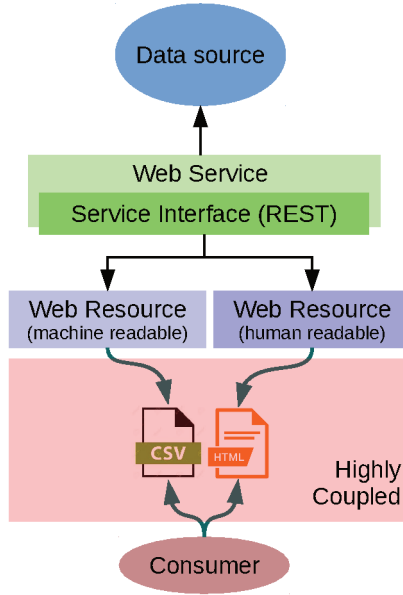 Data source
Web Service
Service Interface (REST)
Web Resource
(machine readable)
Web Resource
(human readable)
CSV
HTML
Highly
Coupled
Consumer